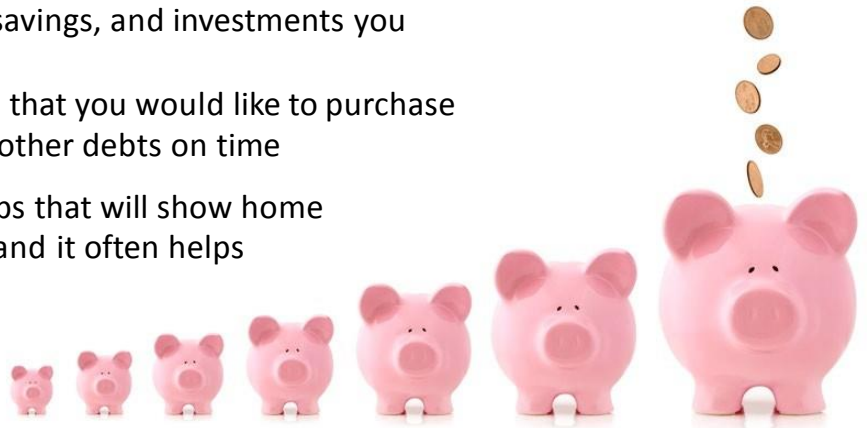 savings, and investments you
that you would like to purchase
other debts on time
ps that will show home
and it often helps